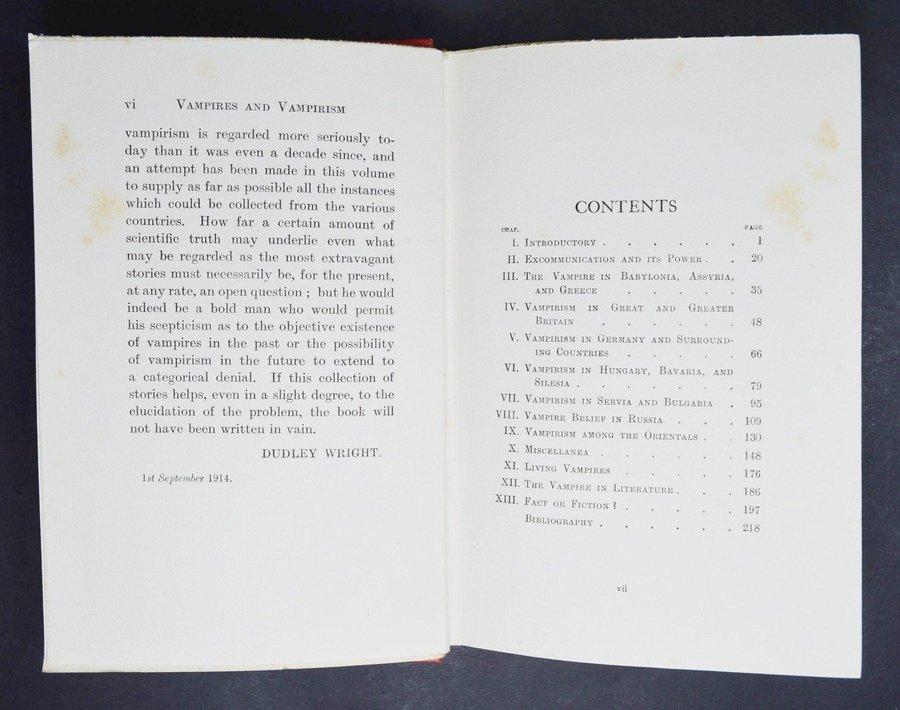 vi Vampires and Vampirism
vampirism is regarded more seriously to-
day than it was even a decade since, and
an attempt has been made in this volume
to supply as far as possible all the instances
which could be collected from the various
countries. How far a certain amount of
scientific truth may underlie even what
may be regarded as the most extravagant
stories must necessarily be, for the present,
at any rate, an open question ; but he would
indeed be a bold man who would permit
his scepticism as to the objective existence
of vampires in the past or the possibility
of vampirism in the future to extend to
a categorical denial. If this collection of
stories helps, even in a slight degree, to the
elucidation of the problem, the book will
not have been written in vain.
DUDLEY WRIGHT.
1st September 1914.
CONTENTS
CHAP. PAGE
I. Introductory . . . . . . 1
II. Excommunication and its Power . . 20
III. The Vampire in Babylonia, Assyria,
and Greece . . . . . 35
IV. Vampirism in Great and Greater
Britain . . . . . . 48
V. Vampirism in Germany and Surround-
ing Countries . . . . . 66
VI. Vampirism in Hungary, Bavaria, and
Silesia . . . . . . . 79
VII. Vampirism in Servia and Bulgaria . 95
VIII. Vampire Belief in Russia . . . 109
IX. Vampirism among the Orientals . . 130
X. Miscellanea . . . . . . 148
XI. Living Vampires . . . . . 176
XII. The Vampire in Literature . . . 186
XIII. Fact or Fiction ? . . . . . 197
Bibliography . . . . . . 218
vii